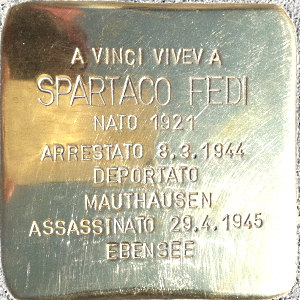 A VINCI VIVEVA
SPARTACO FEDI
NATO 1921
ARRESTATO 8.3.1944
DEPORTATO
MAUTHAUSEN
ASSASSINATO 29.4.1945
EBENSEE